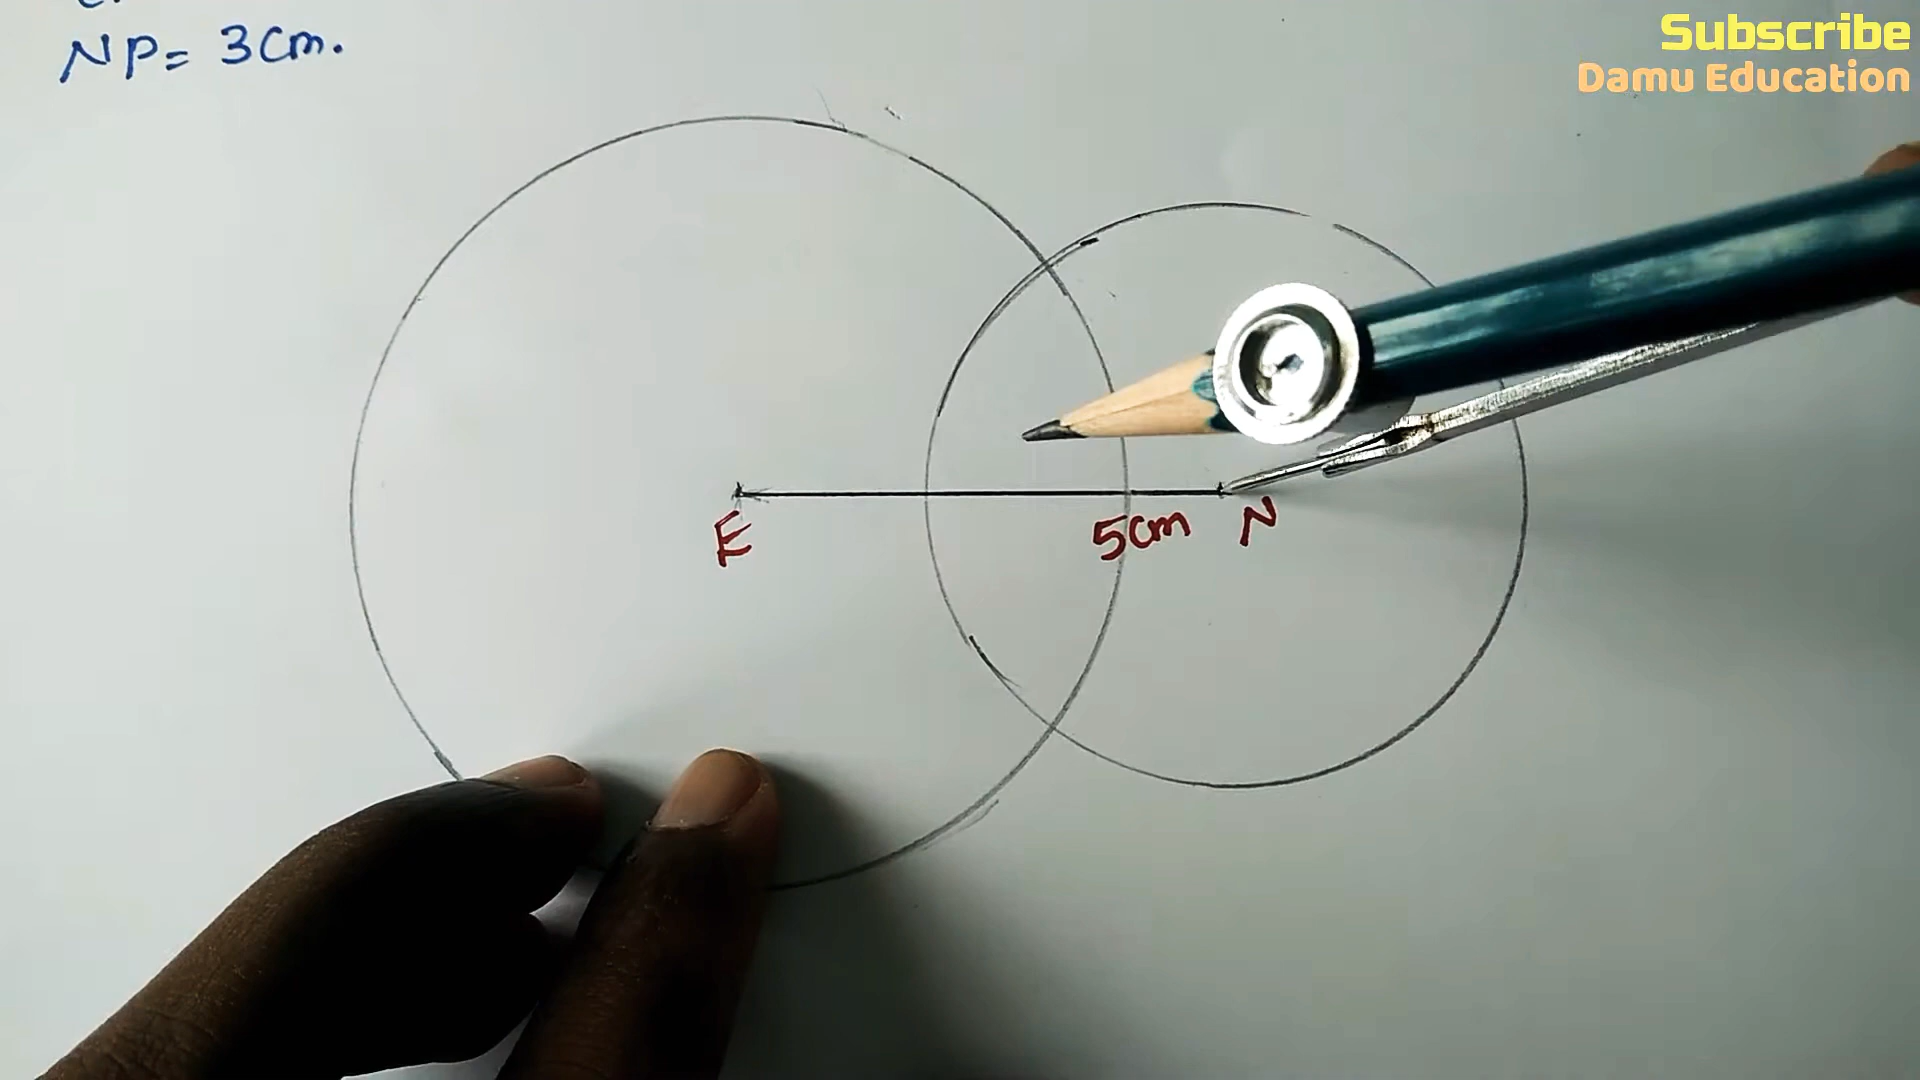 NP= 3cm.
Subscribe
Damu Education
E
5cm
N